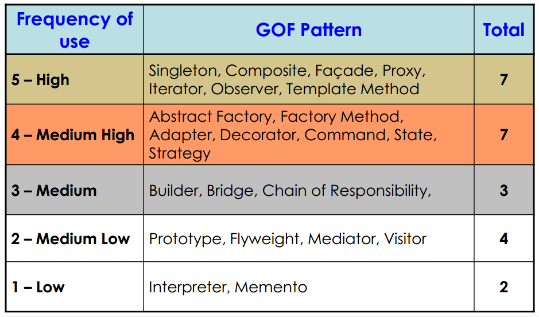 Frequency of use GOF Pattern Total
5 – High Singleton, Composite, Façade, Proxy, Iterator, Observer, Template Method 7
4 – Medium High Abstract Factory, Factory Method, Adapter, Decorator, Command, State, Strategy 7
3 – Medium Builder, Bridge, Chain of Responsibility, 3
2 – Medium Low Prototype, Flyweight, Mediator, Visitor 4
1 – Low Interpreter, Memento 2